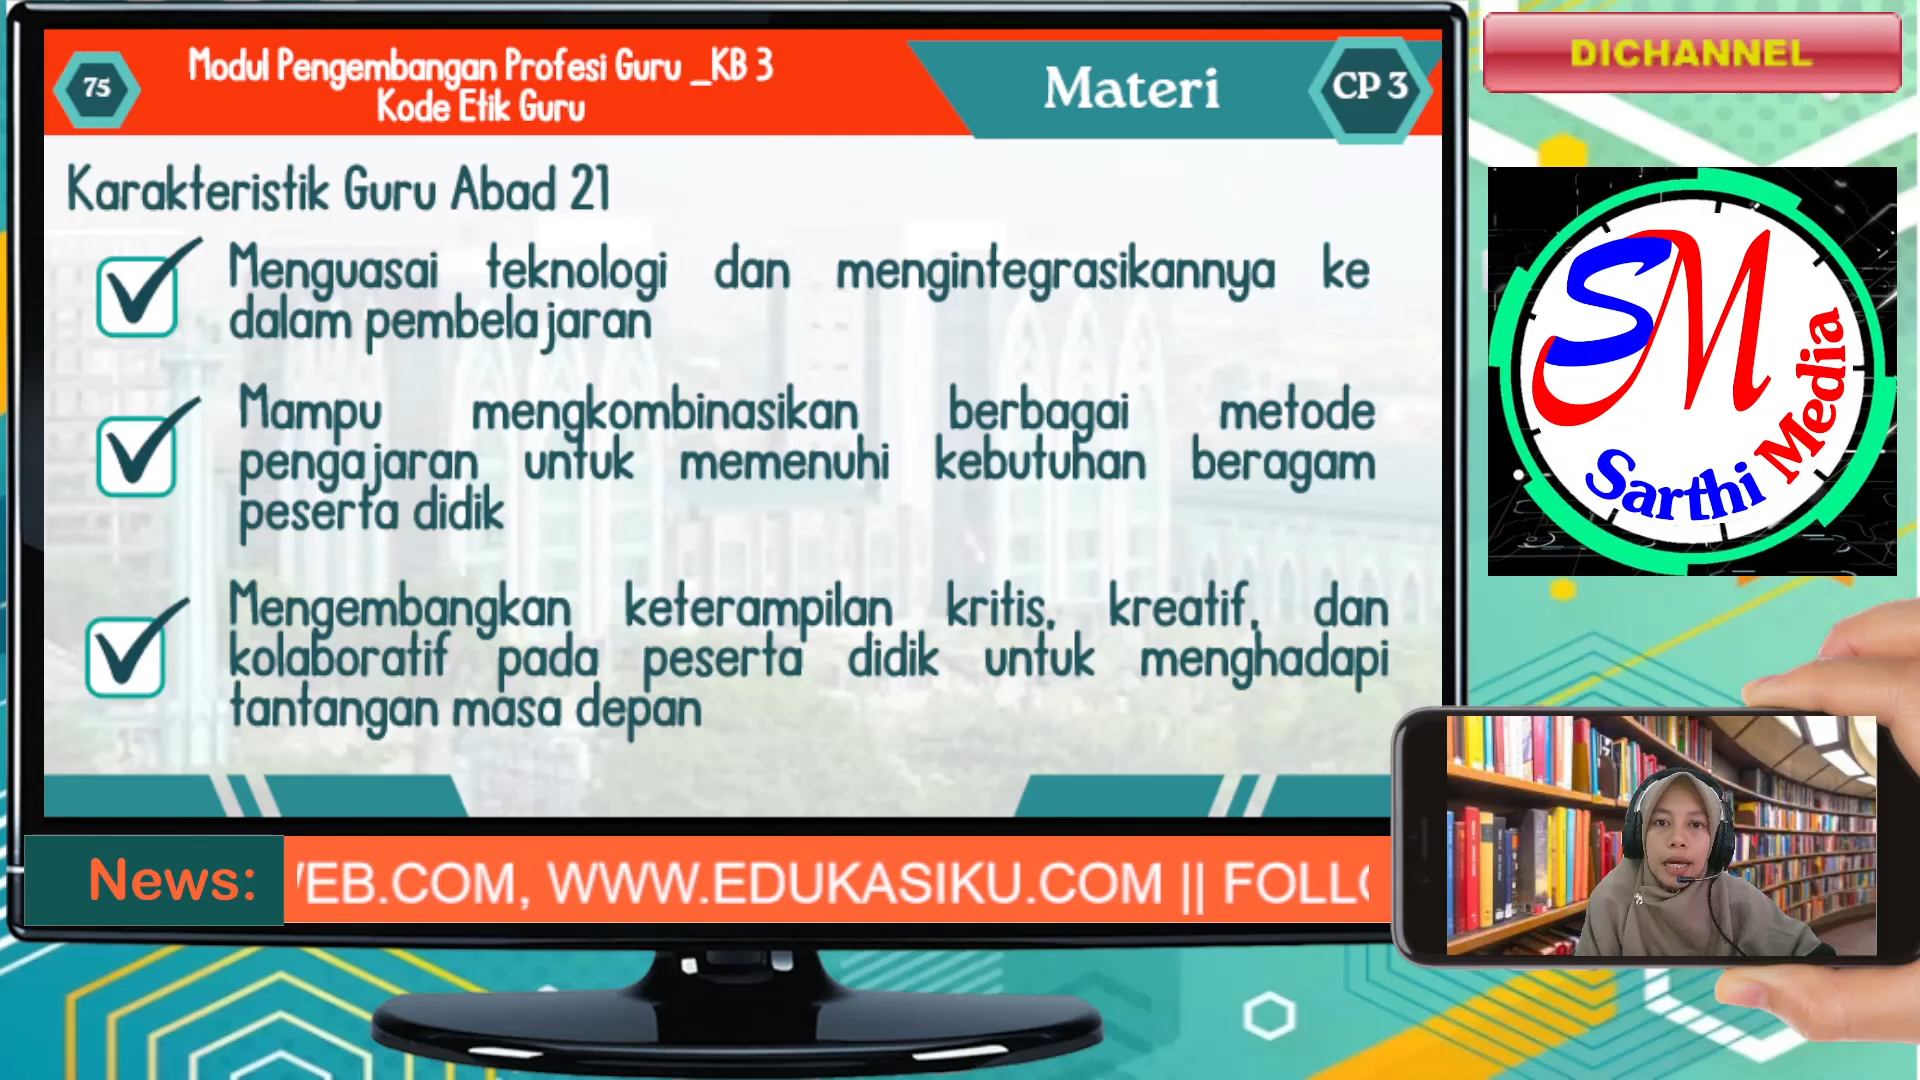 75
Modul Pengembangan Profesi Guru _KB 3
Kode Etik Guru
Materi
CP 3
DICHANNEL
Karakteristik Guru Abad 21
Menguasai teknologi dan mengintegrasikannya ke
dalam pembelajaran
Mampu mengkombinasikan berbagai metode
pengajaran untuk memenuhi kebutuhan beragam
peserta didik
Mengembangkan keterampilan kritis, kreatif, dan
kolaboratif pada peserta didik untuk menghadapi
tantangan masa depan
SM
Sarthi Media
News:
EB.COM, WWW.EDUKASIKU.COM || FOLL